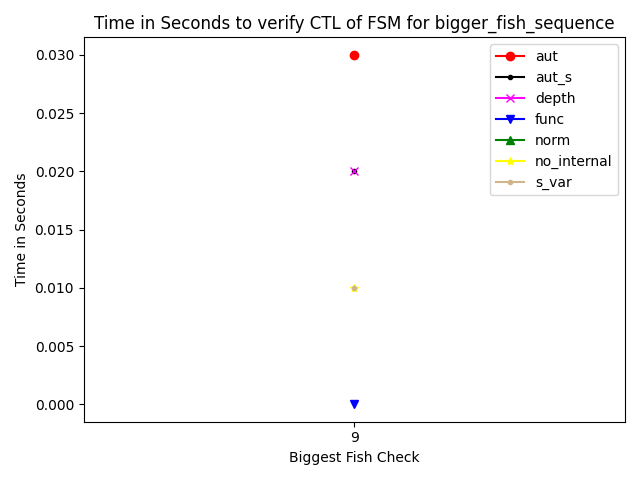 Time in Seconds to verify CTL of FSM for bigger_fish_sequence
aut
aut_s
depth
func
norm
no_internal
s_var
Time in Seconds
0.030
0.025
0.020
0.015
0.010
0.005
0.000
9
Biggest Fish Check